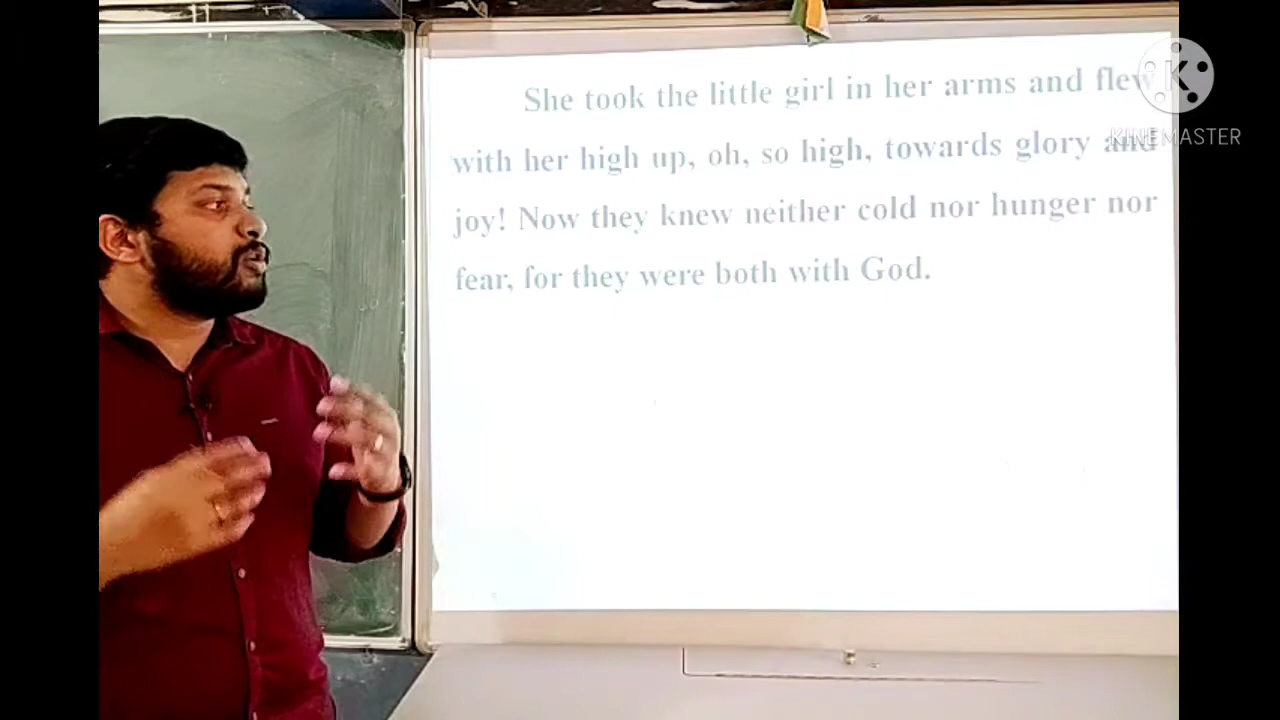 She took the little girl in her arms and flew
with her high up, oh, so high, towards glory and
joy! Now they knew neither cold nor hunger nor
fear, for they were both with God.
K
KINEMASTER